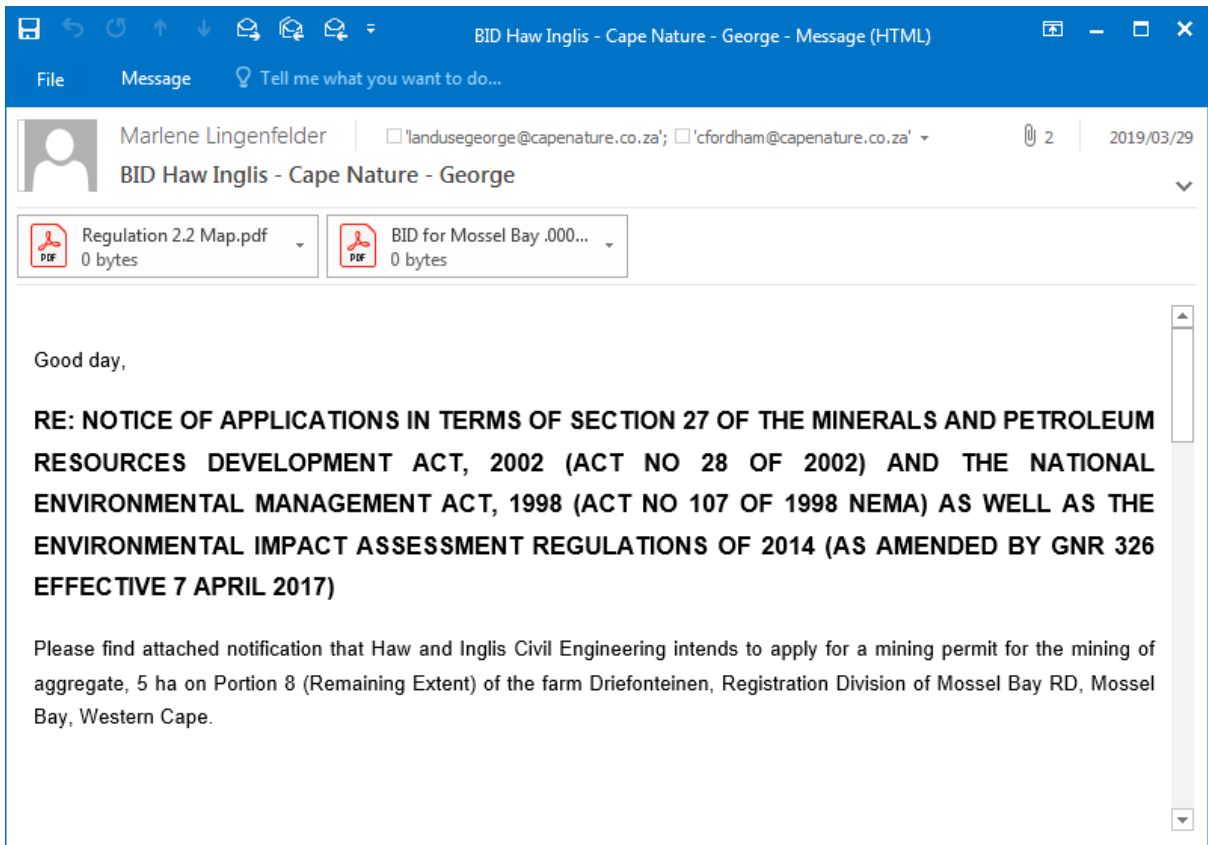 BID Haw Inglis - Cape Nature - George - Message (HTML)
File Message Tell me what you want to do...
Marlene Lingenfelder 'landusegeorge@capenature.co.za'; 'cfordham@capenature.co.za' 2 2019/03/29
BID Haw Inglis - Cape Nature - George
Regulation 2.2 Map.pdf
0 bytes
BID for Mossel Bay .000...
0 bytes
PDF
PDF
Good day,
RE: NOTICE OF APPLICATIONS IN TERMS OF SECTION 27 OF THE MINERALS AND PETROLEUM
RESOURCES DEVELOPMENT ACT, 2002 (ACT NO 28 OF 2002) AND THE NATIONAL
ENVIRONMENTAL MANAGEMENT ACT, 1998 (ACT NO 107 OF 1998 NEMA) AS WELL AS THE
ENVIRONMENTAL IMPACT ASSESSMENT REGULATIONS OF 2014 (AS AMENDED BY GNR 326
EFFECTIVE 7 APRIL 2017)
Please find attached notification that Haw and Inglis Civil Engineering intends to apply for a mining permit for the mining of
aggregate, 5 ha on Portion 8 (Remaining Extent) of the farm Driefonteinen, Registration Division of Mossel Bay RD, Mossel
Bay, Western Cape.